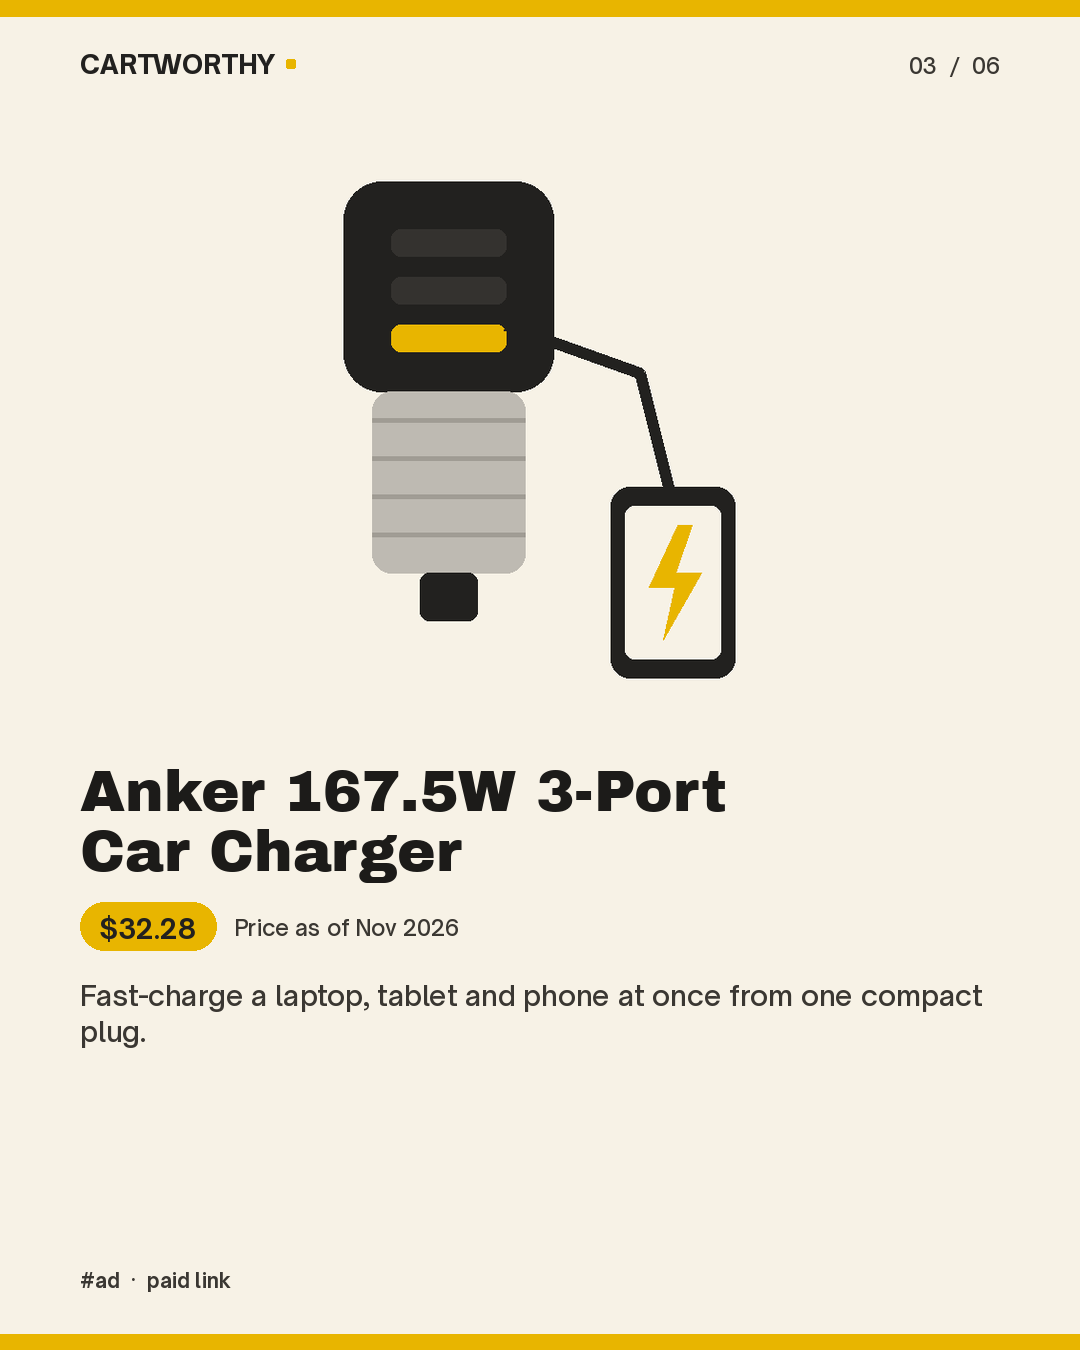 CARTWORTHY
03 / 06
Anker 167.5W 3-Port
Car Charger
$32.28 Price as of Nov 2026
Fast-charge a laptop, tablet and phone at once from one compact
plug.
#ad · paid link